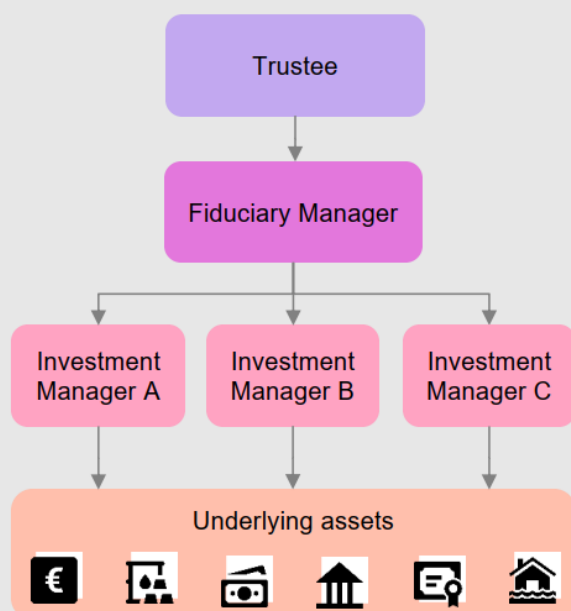 Trustee
Fiduciary Manager
Investment
Manager A
Investment
Manager B
Investment
Manager C
Underlying assets
€